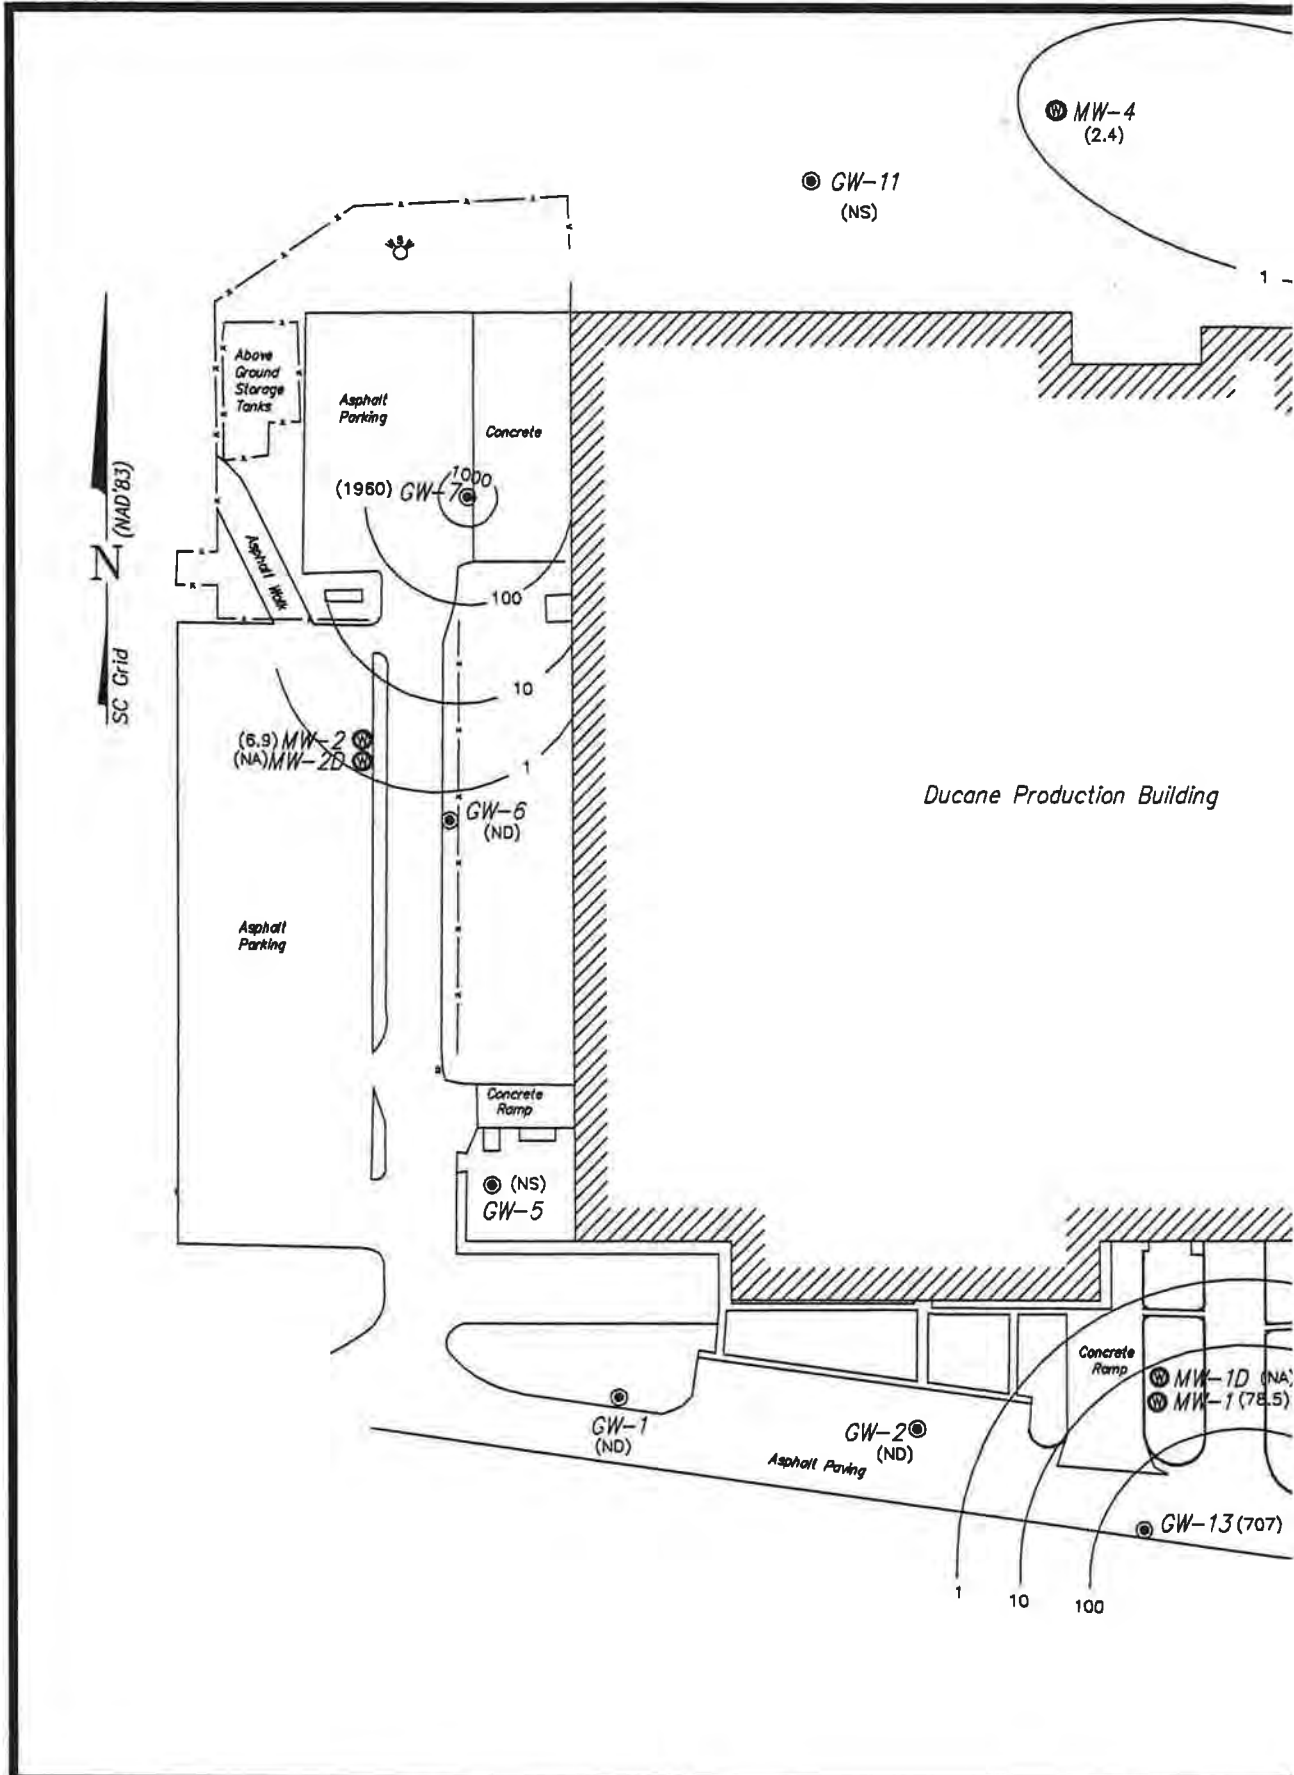 MW-4
(2.4)
GW-11
(NS)
1
S
Above
Ground
Storage
Tanks
Asphalt
Parking
Concrete
1000
(1960) GW-7
N (NAD'83)
SC Grid
Asphalt Walk
100
10
(6.9) MW-2
(NA) MW-2D
1
GW-6
(ND)
Ducane Production Building
Asphalt
Parking
Concrete
Ramp
(NS)
GW-5
Concrete
Ramp
MW-1D (NA)
MW-1 (78.5)
GW-1
(ND)
GW-2
(ND)
Asphalt Paving
GW-13 (707)
1
10
100